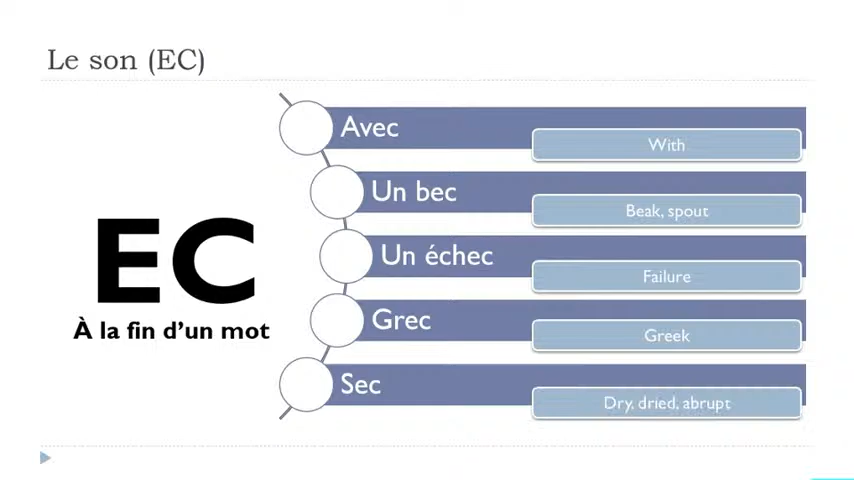 Le son (EC)
Avec
With
Un bec
Beak, spout
EC
À la fin d’un mot
Un échec
Failure
Grec
Greek
Sec
Dry, dried, abrupt